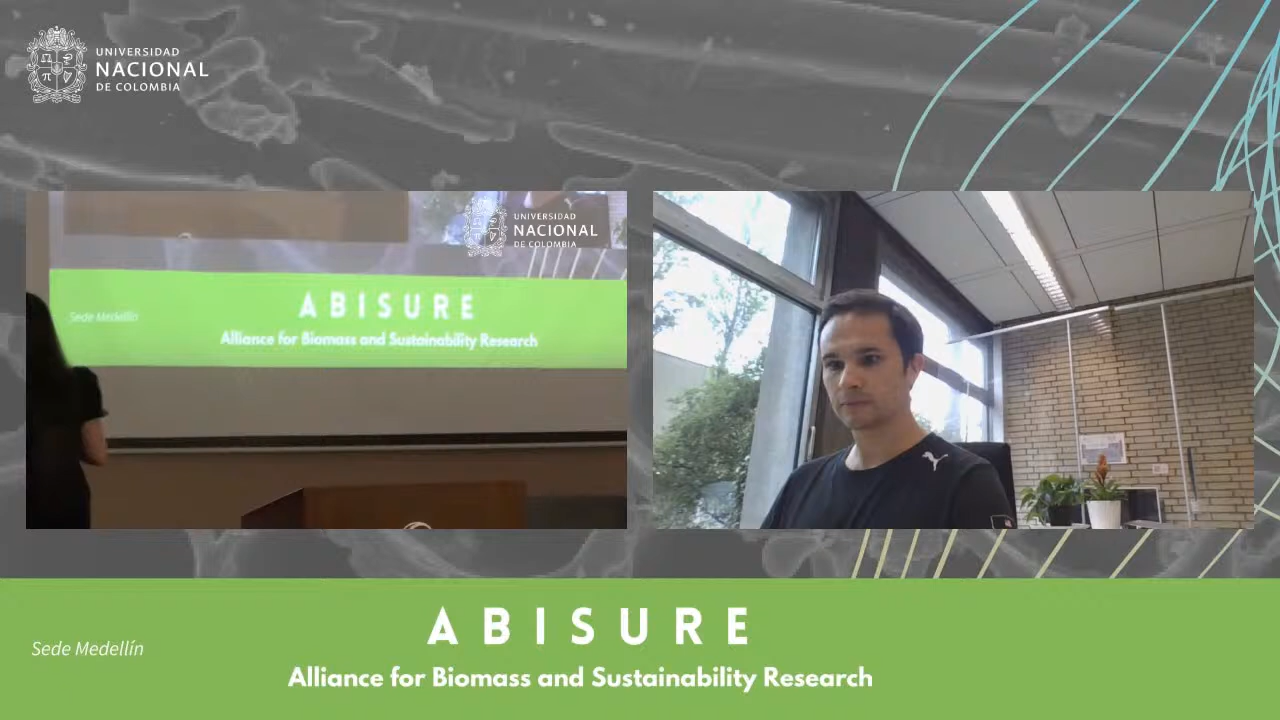 UNIVERSIDAD
NACIONAL
DE COLOMBIA
UNIVERSIDAD
NACIONAL
DE COLOMBIA
Sede Medellín
ABISURE
Alliance for Biomass and Sustainability Research
ABISURE
Sede Medellín
Alliance for Biomass and Sustainability Research